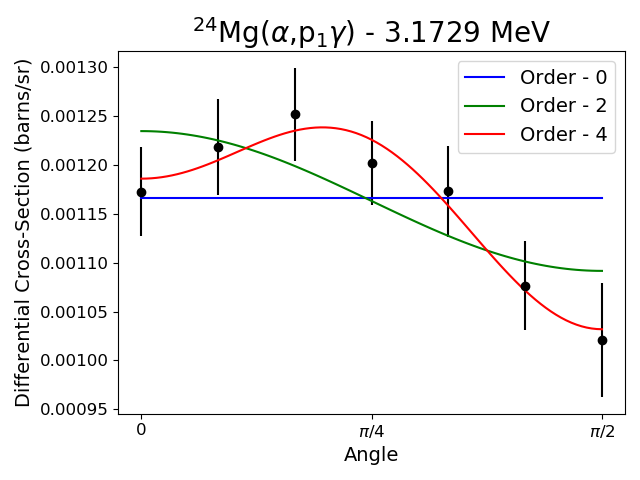 ²⁴Mg(α,p₁γ) - 3.1729 MeV
Differential Cross-Section (barns/sr)
0.00130
0.00125
0.00120
0.00115
0.00110
0.00105
0.00100
0.00095
Order - 0
Order - 2
Order - 4
0
π/4
π/2
Angle